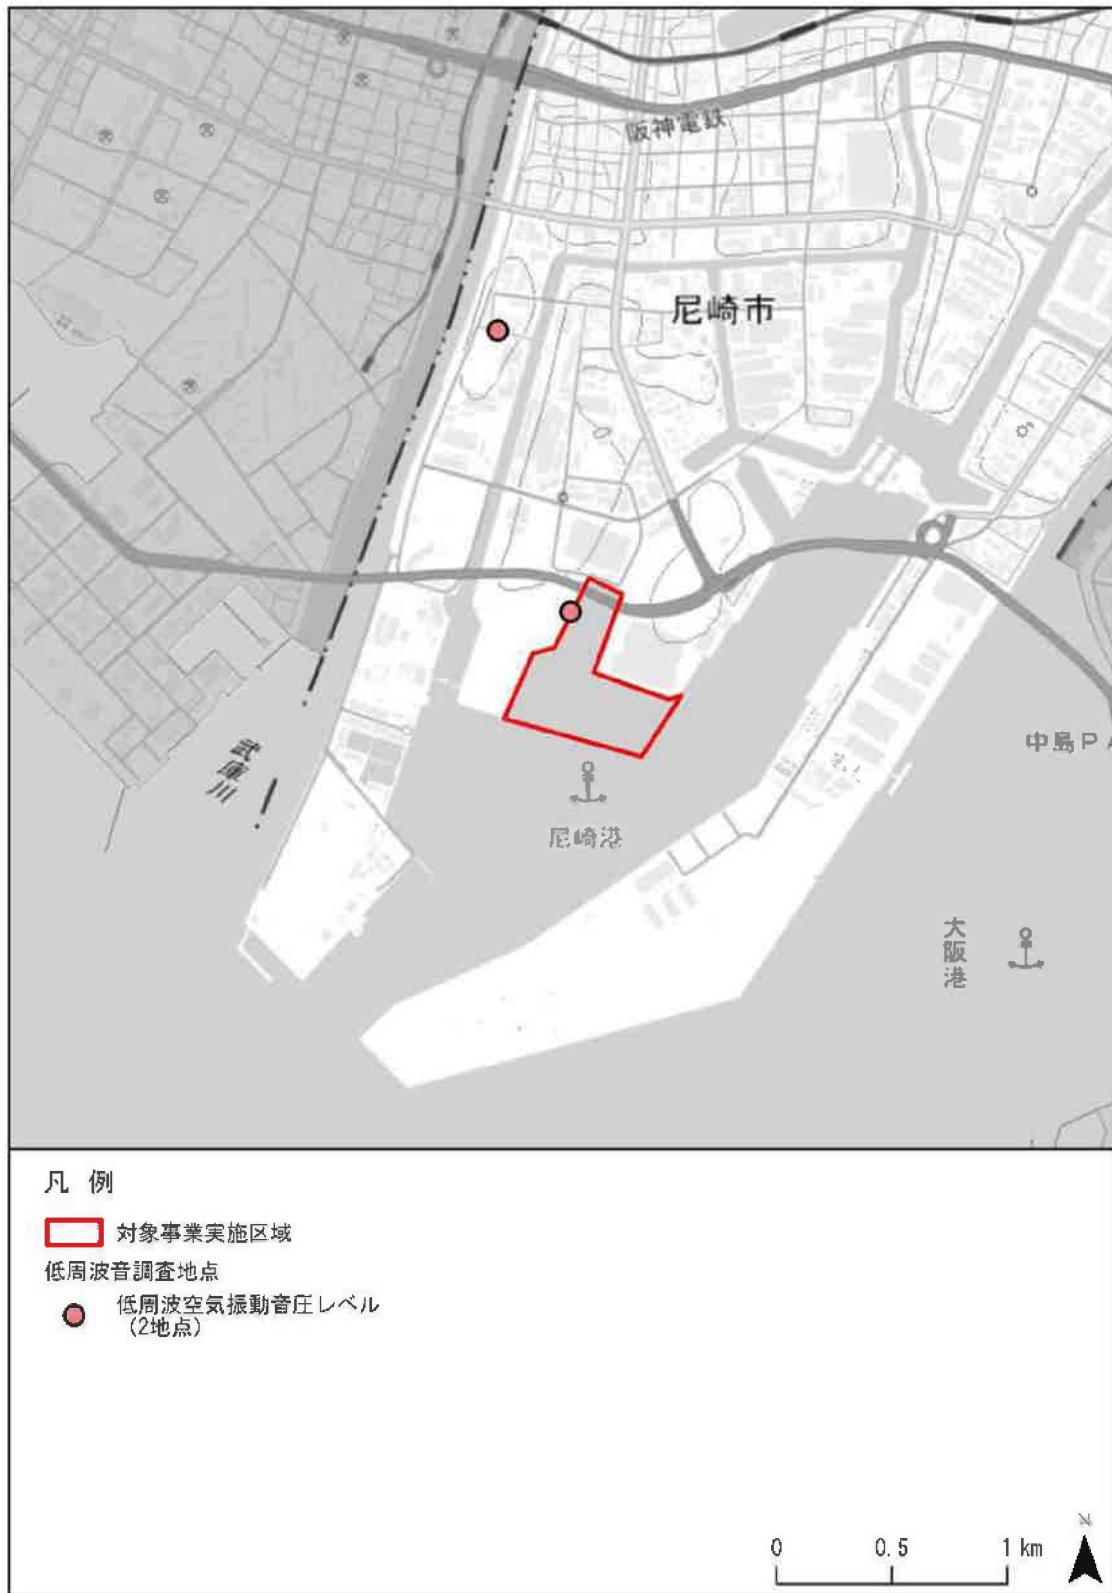 阪神電鉄
尼崎市
中島P
武庫川
尼崎港
大阪港
凡 例
対象事業実施区域
低周波音調査地点
低周波空気振動音圧レベル
(2地点)
0 0.5 1 km
N